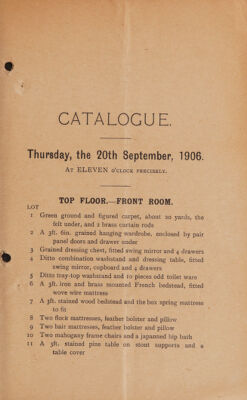 CATALOGUE.
Thursday, the 20th September, 1906.
AT ELEVEN O'CLOCK PRECISELY.
TOP FLOOR.—FRONT ROOM.
LOT
1 Green ground and figured carpet, about 20 yards, the
felt under, and 2 brass curtain rods
2 A 3ft. 6in. grained hanging wardrobe, enclosed by pair
panel doors and drawer under
3 Grained dressing chest, fitted swing mirror and 4 drawers
4 Ditto combination washstand and dressing table, fitted
swing mirror, cupboard and 4 drawers
5 Ditto tray-top washstand and 10 pieces odd toilet ware
6 A 3ft. iron and brass mounted French bedstead, fitted
wove wire mattress
7 A 3ft. stained wood bedstead and the box spring mattress
to fit
8 Two flock mattresses, feather bolster and pillow
9 Two hair mattresses, feather bolster and pillow
10 Two mahogany frame chairs and a japanned hip bath
11 A 3ft. stained pine table on stout supports and a
table cover